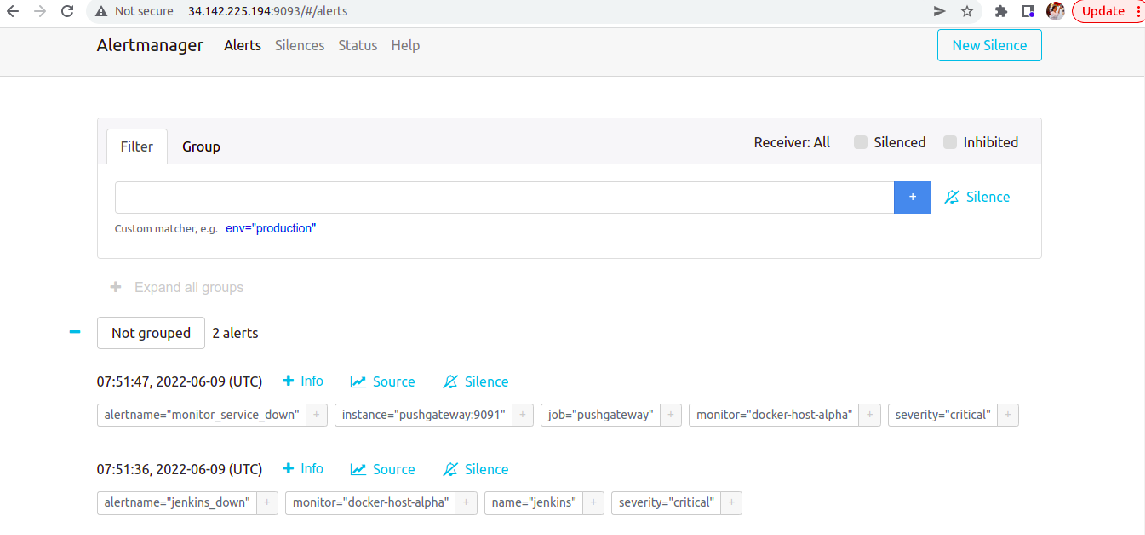 Not secure 34.142.225.194:9093/#/alerts Update
Alertmanager Alerts Silences Status Help New Silence
Filter Group Receiver: All Silenced Inhibited
+ Silence
Custom matcher, e.g. env="production"
+ Expand all groups
- Not grouped 2 alerts
07:51:47, 2022-06-09 (UTC) + Info Source Silence
alertname="monitor_service_down" + instance="pushgateway:9091" + job="pushgateway" + monitor="docker-host-alpha" + severity="critical" +
07:51:36, 2022-06-09 (UTC) + Info Source Silence
alertname="jenkins_down" + monitor="docker-host-alpha" + name="jenkins" + severity="critical" +